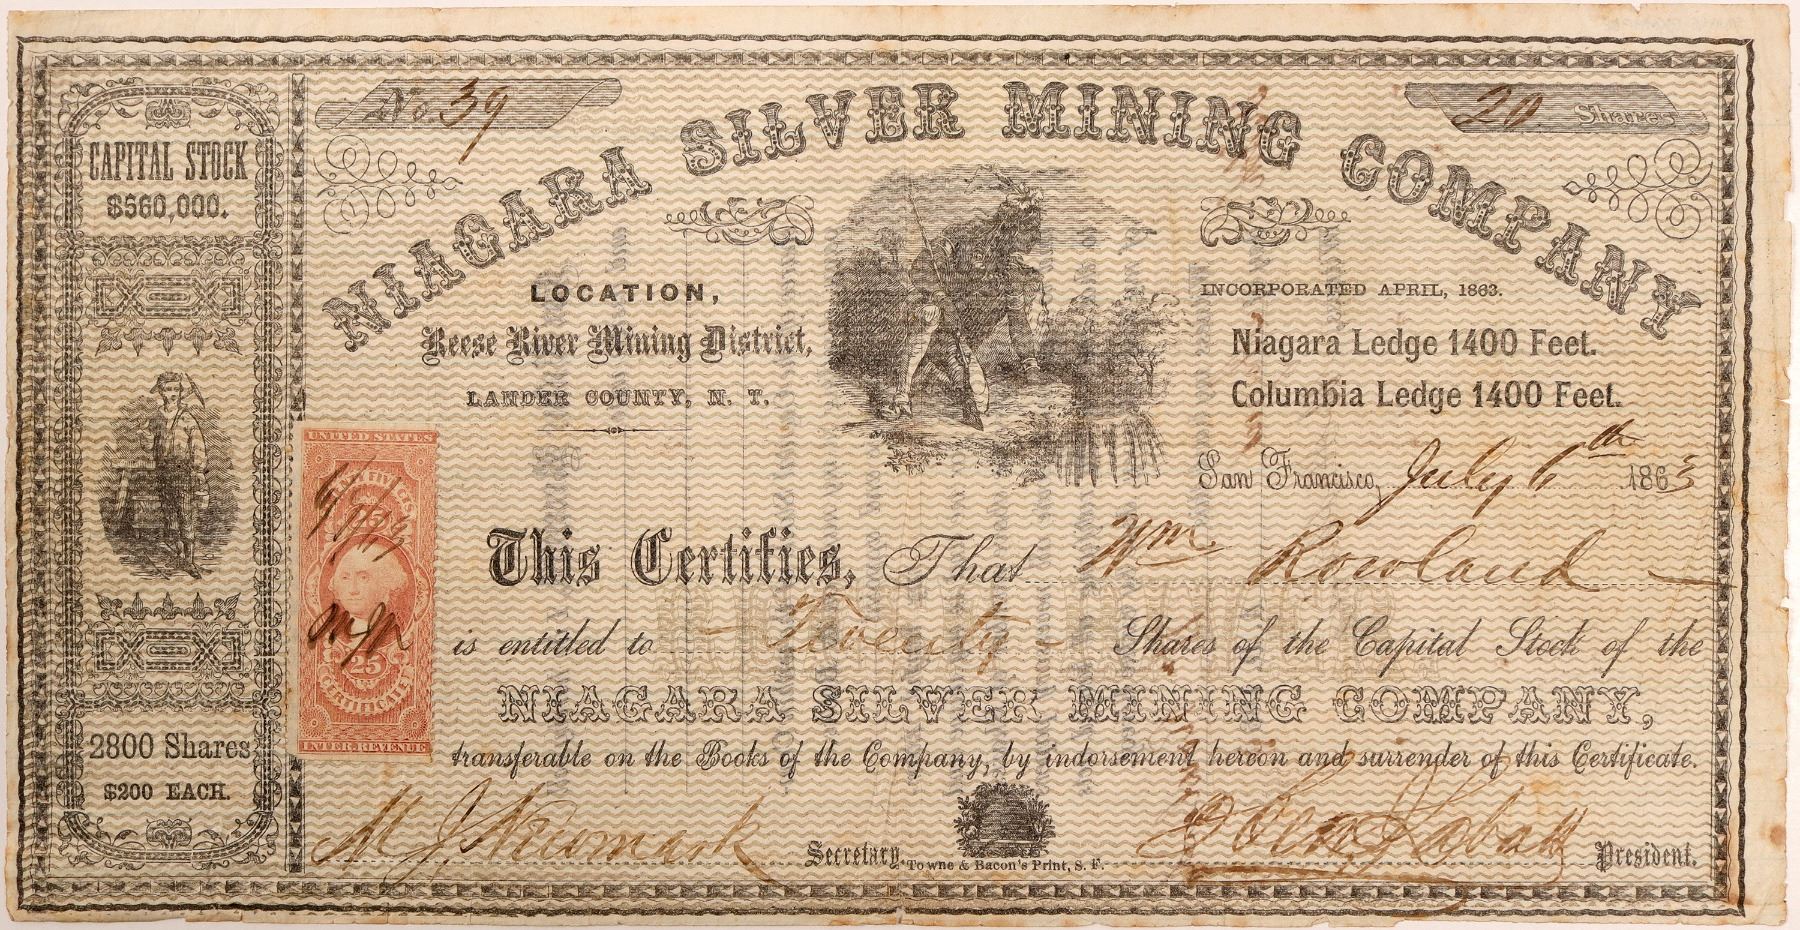 No 39
20 Shares
NIAGARA SILVER MINING COMPANY
CAPITAL STOCK
$560,000.
LOCATION,
Reese River Mining District,
LANDER COUNTY, N. T.
INCORPORATED APRIL, 1863.
Niagara Ledge 1400 Feet.
Columbia Ledge 1400 Feet.
San Francisco, July 6th 1863
UNITED STATES
25
CERTIFICATE
INTER. REVENUE
This Certifies, That Wm Rowland
is entitled to Twenty Shares of the Capital Stock of the
NIAGARA SILVER MINING COMPANY,
transferable on the Books of the Company, by indorsement hereon and surrender of this Certificate.
2800 Shares
$200 EACH.
M J Newmark Secretary.
President.
Towne & Bacon's Print, S. F.